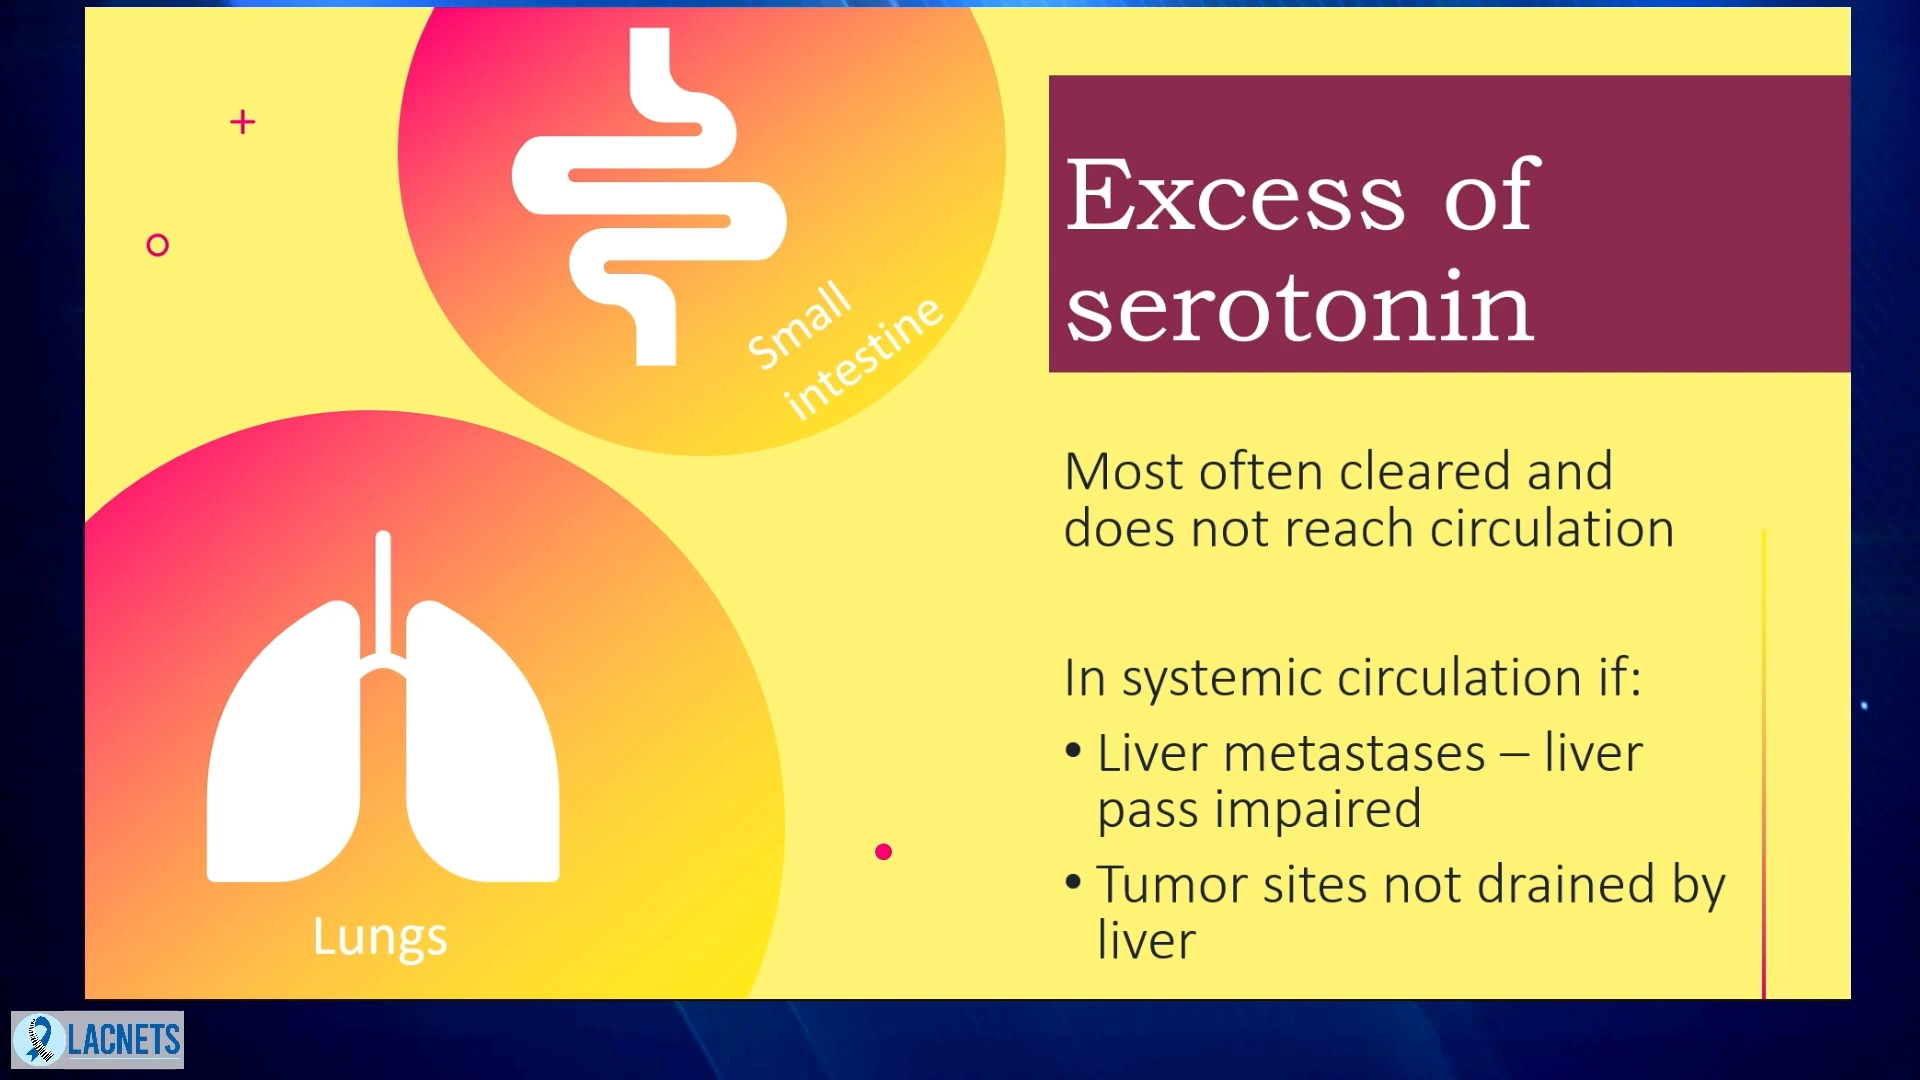 Small
intestine
Lungs
Excess of
serotonin
Most often cleared and
does not reach circulation
In systemic circulation if:
• Liver metastases – liver
pass impaired
• Tumor sites not drained by
liver
LACNETS